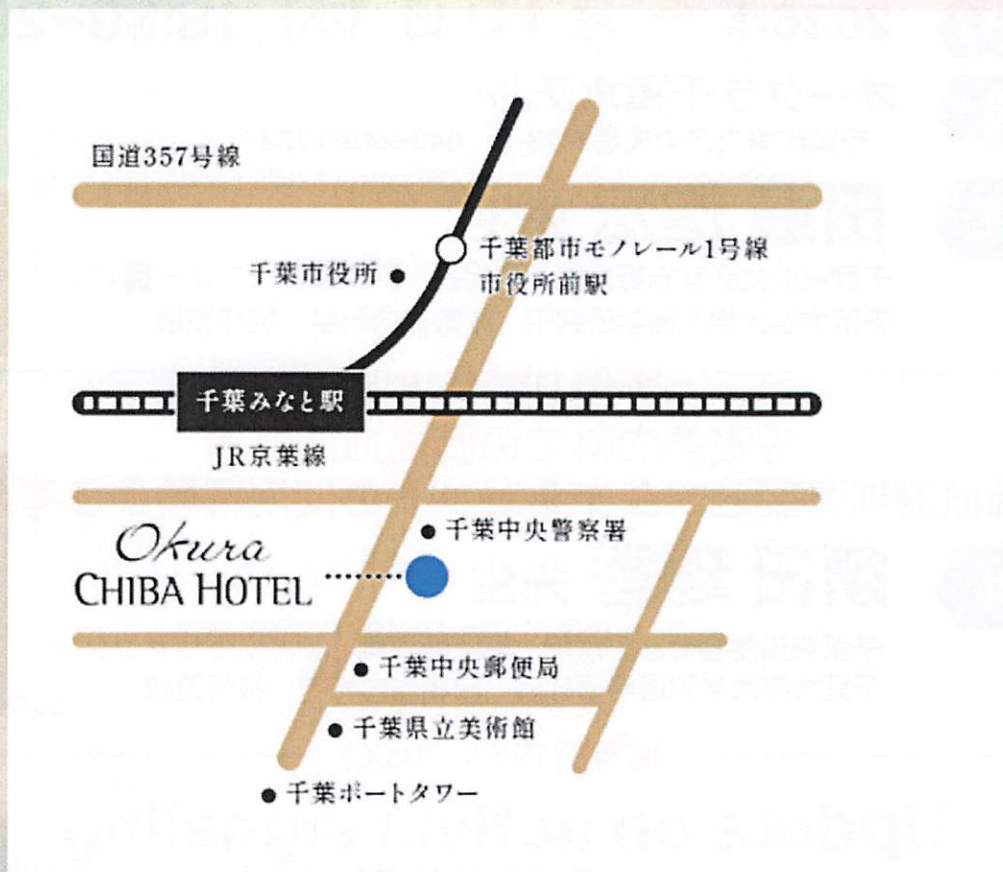 国道357号線
千葉都市モノレール1号線
市役所前駅
千葉市役所
千葉みなと駅
JR京葉線
千葉中央警察署
Okura
CHIBA HOTEL
千葉中央郵便局
千葉県立美術館
千葉ポートタワー